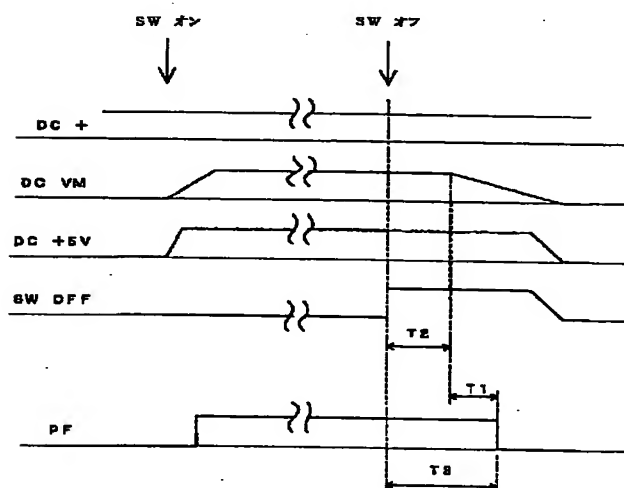 SW オン
SW オフ
DC +
DC VM
DC +5V
SW OFF
T2
T1
PF
T3